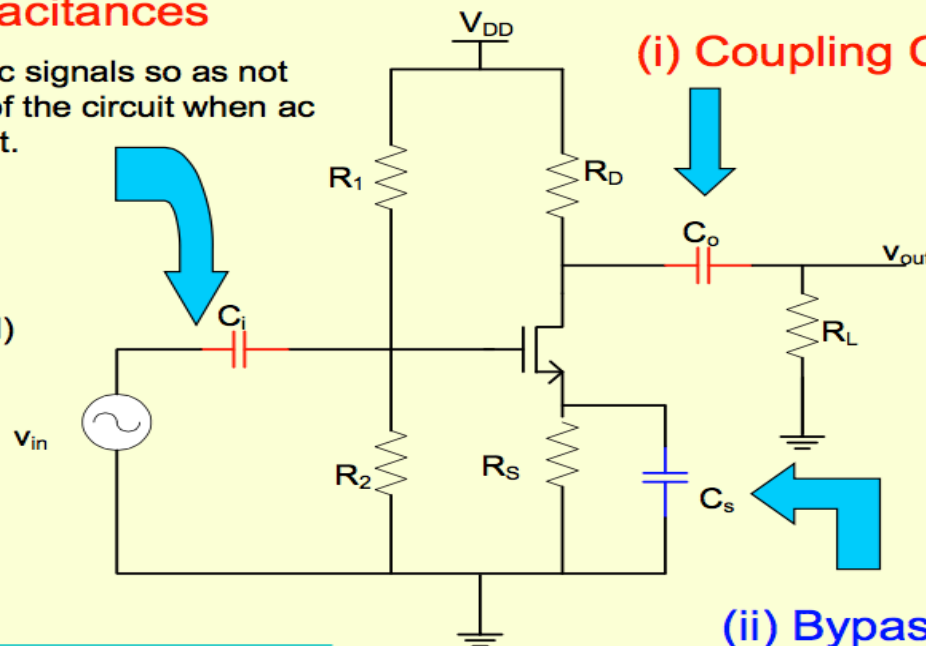 acitances
c signals so as not
of the circuit when ac
t.
V_DD
(i) Coupling C
R₁
R_D
C_o
v_out
C_i
R_L
v_in
R₂
R_S
C_s
(ii) Bypas